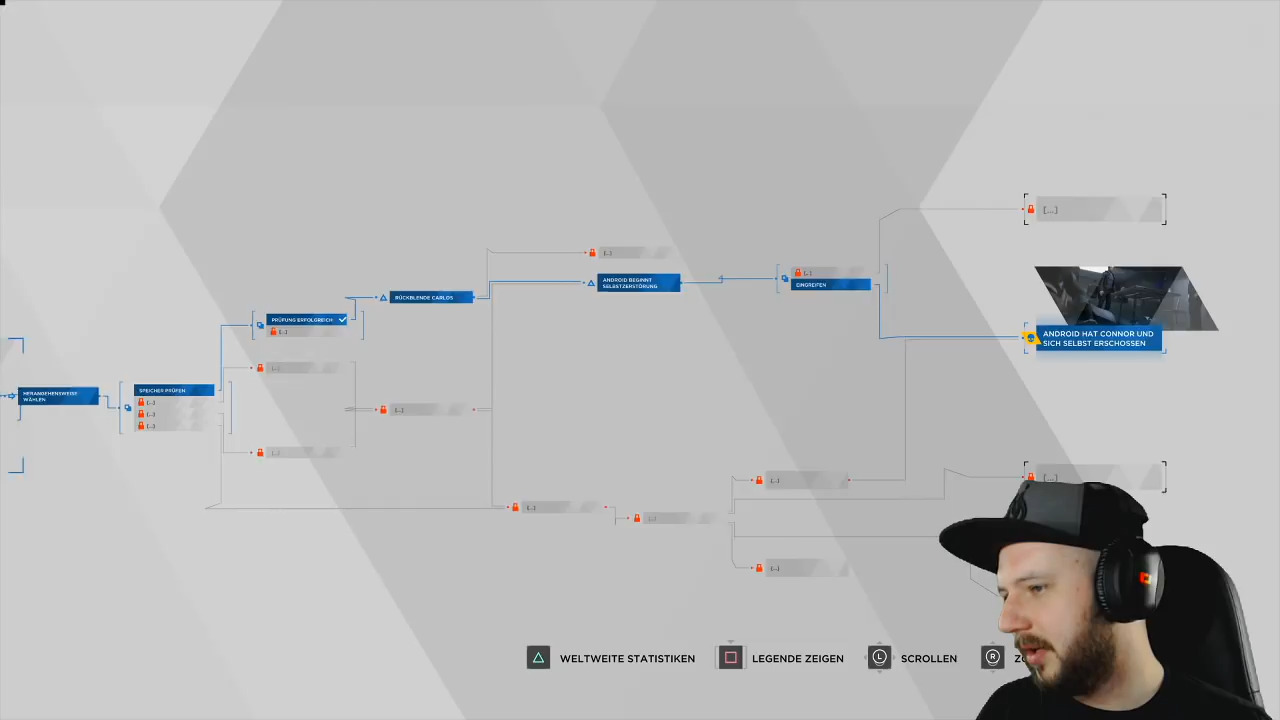 [...]
[...]
ANDROID BEGINNT
SELBSTZERSTÖRUNG
[...]
EINGREIFEN
RÜCKBLENDE CARLOS
PRÜFUNG ERFOLGREICH
[...]
ANDROID HAT CONNOR UND
SICH SELBST ERSCHOSSEN
[...]
HERANGEHENSWEISE
WÄHLEN
SPEICHER PRÜFEN
[...]
[...]
[...]
[...]
[...]
[...]
[...]
[...]
[...]
[...]
[...]
WELTWEITE STATISTIKEN
LEGENDE ZEIGEN
L
SCROLLEN
R